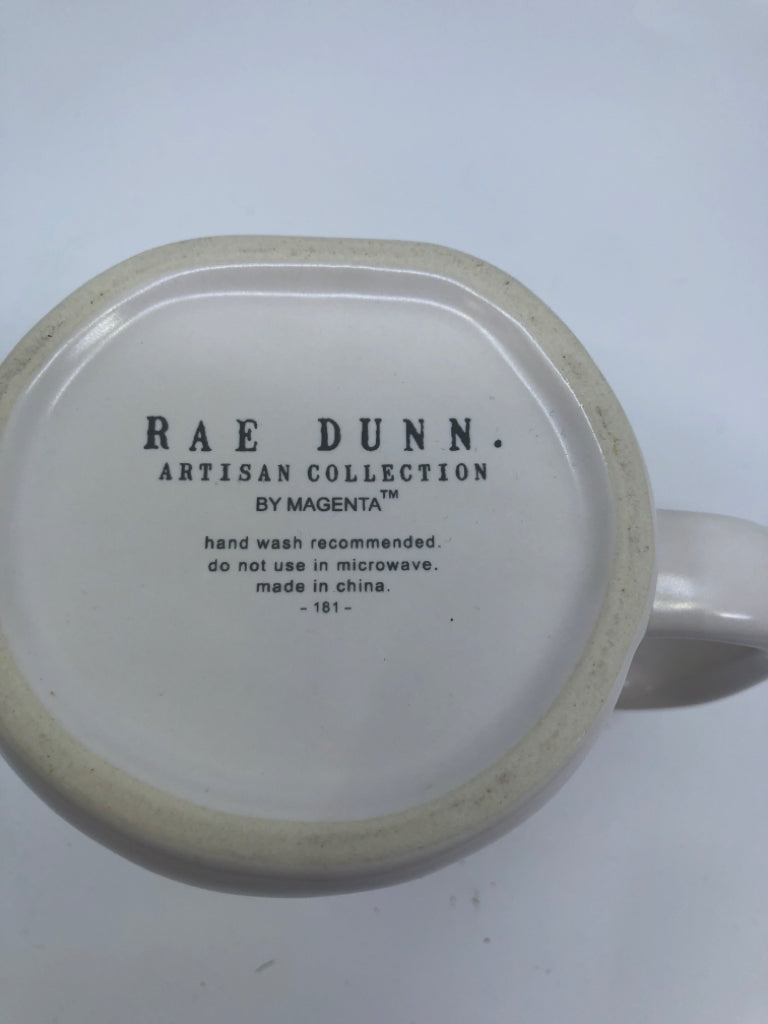 RAE DUNN.
ARTISAN COLLECTION
BY MAGENTA™
hand wash recommended.
do not use in microwave.
made in china.
- 181 -